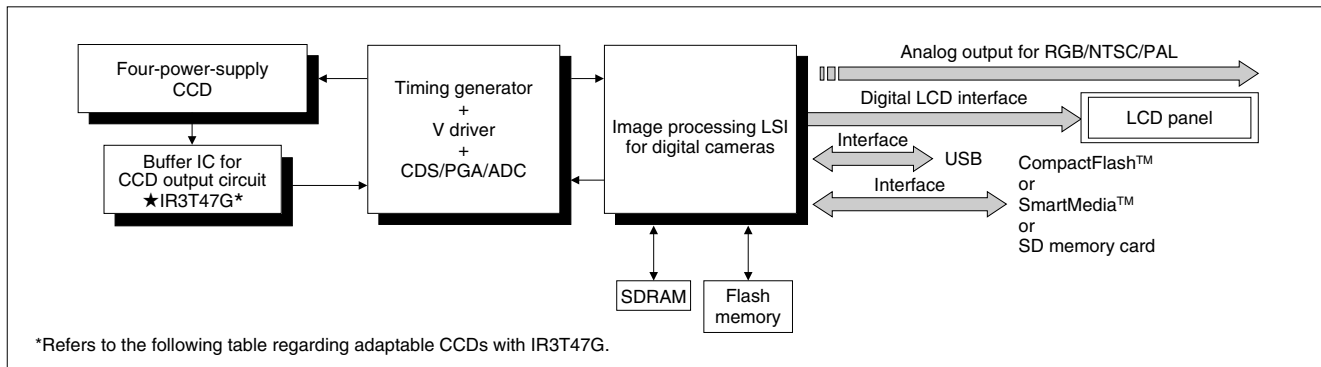 Four-power-supply
CCD
Buffer IC for
CCD output circuit
★IR3T47G*
Timing generator
+
V driver
+
CDS/PGA/ADC
Image processing LSI
for digital cameras
SDRAM
Flash
memory
Analog output for RGB/NTSC/PAL
Digital LCD interface
LCD panel
Interface
USB
Interface
CompactFlash™
or
SmartMedia™
or
SD memory card
*Refers to the following table regarding adaptable CCDs with IR3T47G.